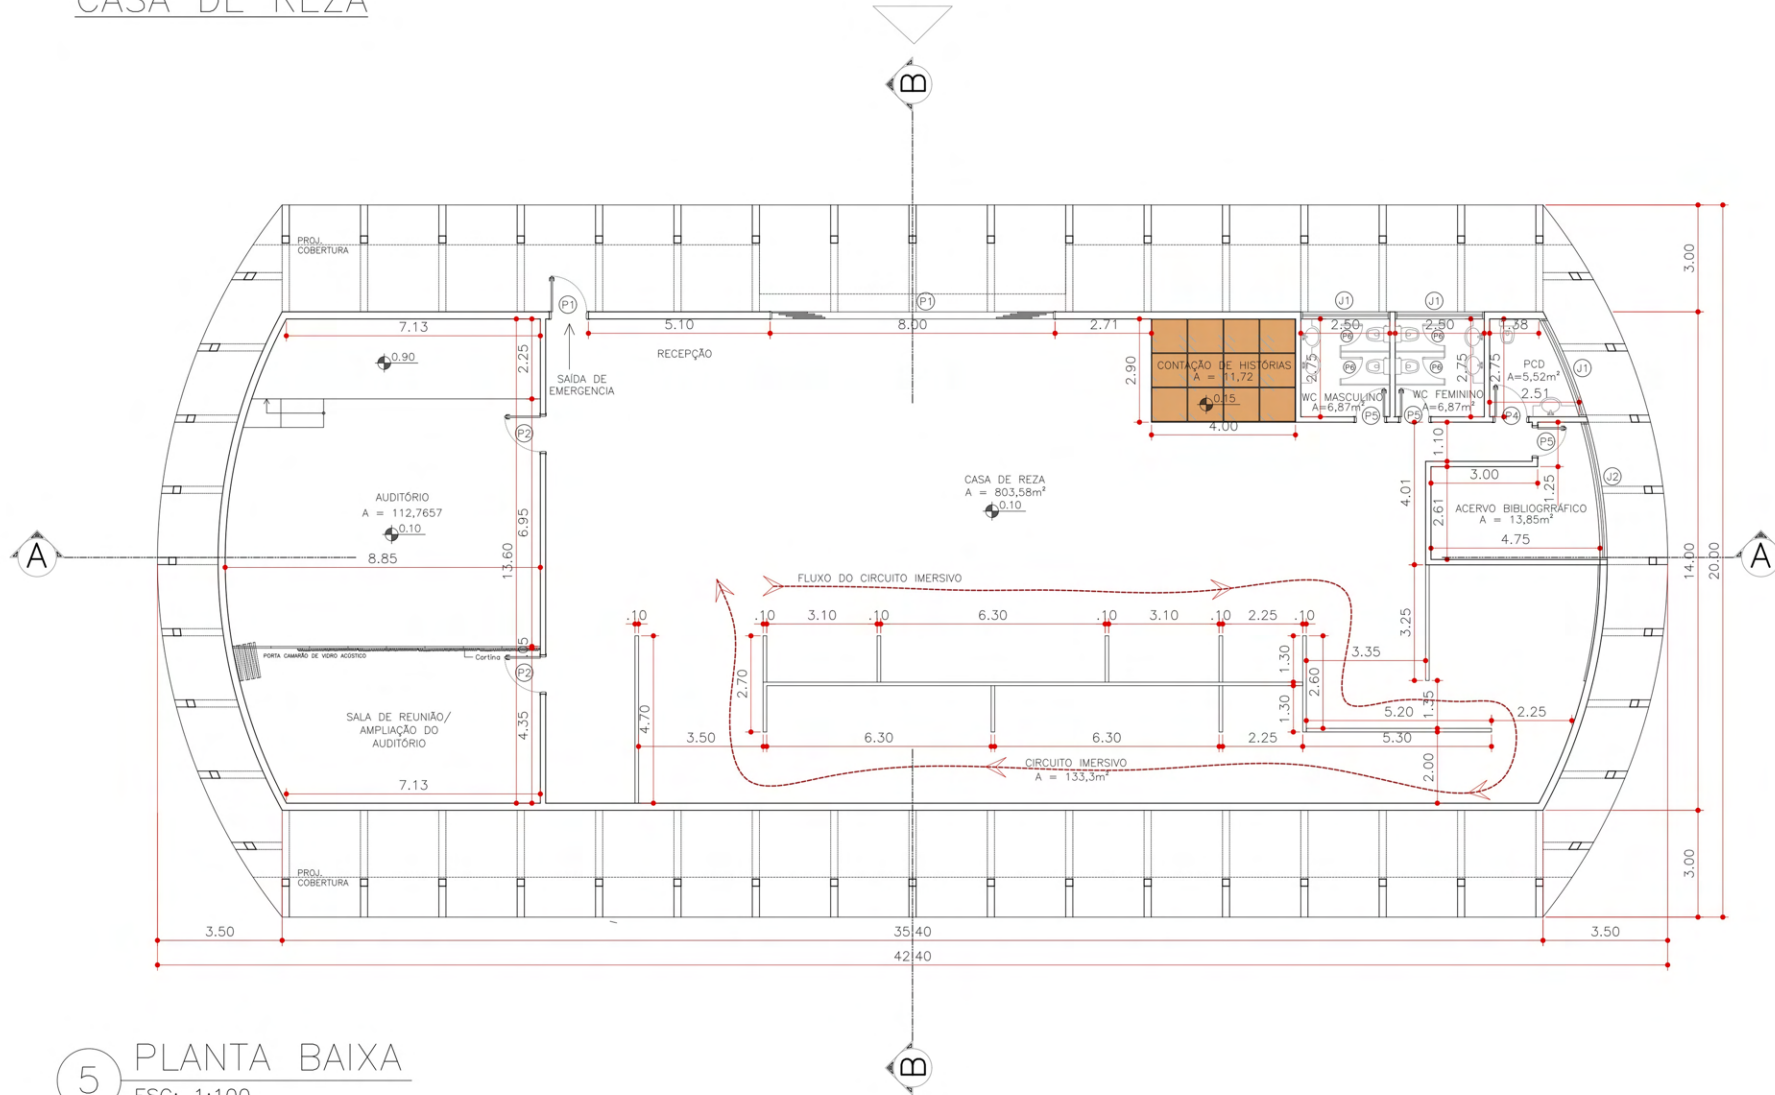 CASA DE REZA
B
PROJ.
COBERTURA
P1
P1
J1
J1
7.13
5.10
8.00
2.71
2.50
2.50
1.38
3.00
RECEPÇÃO
0.90
2.25
SAÍDA DE
EMERGENCIA
2.90
CONTAÇÃO DE HISTÓRIAS
A = 11,72
0.15
4.00
2.75
P6
P6
P6
P6
2.75
2.75
WC MASCULINO
A=6,87m²
WC FEMININO
A=6,87m²
PCD
A=5,52m²
2.51
J1
P5
P5
P4
P5
P2
1.10
3.00
1.25
J2
4.01
2.61
ACERVO BIBLIOGRRÁFICO
A = 13,85m²
4.75
CASA DE REZA
A = 803,58m²
0.10
AUDITÓRIO
A = 112,7657
0.10
8.85
6.95
13.60
A
A
14.00
20.00
FLUXO DO CIRCUITO IMERSIVO
.10
.10
3.10
.10
6.30
.10
3.10
.10
2.25
.10
3.25
3.35
1.30
2.60
2.70
4.70
1.30
1.35
PORTA CAMARÃO DE VIDRO ACÓSTICO
Cortina
.05
P2
SALA DE REUNIÃO/
AMPLIAÇÃO DO
AUDITÓRIO
4.35
5.20
2.25
3.50
6.30
6.30
2.25
5.30
2.00
CIRCUITO IMERSIVO
A = 133,3m²
7.13
PROJ.
COBERTURA
3.00
3.50
35.40
3.50
42.40
B
5
PLANTA BAIXA
ESC: 1:100